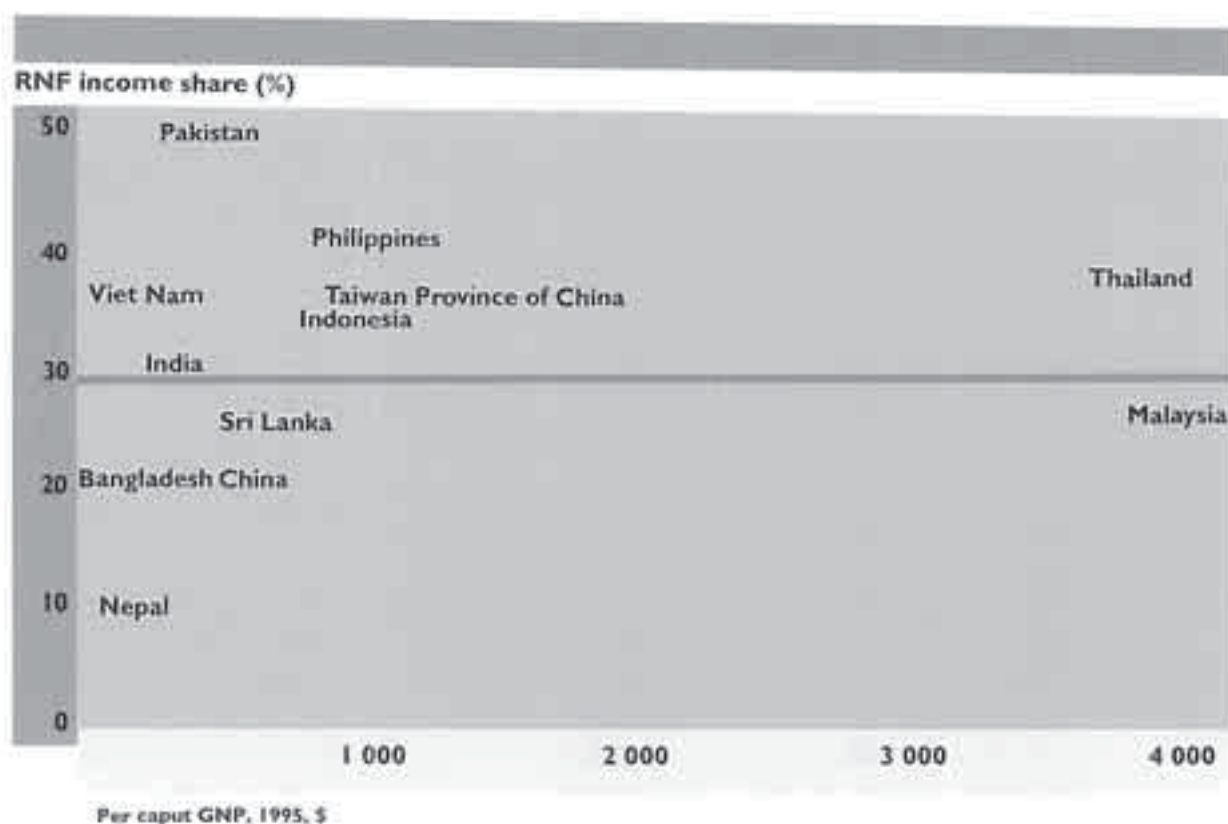 RNF income share (%)
50 Pakistan
Philippines
40
Thailand
Viet Nam Taiwan Province of China
Indonesia
India
30
Sri Lanka Malaysia
20 Bangladesh China
10 Nepal
0
1 000 2 000 3 000 4 000
Per caput GNP, 1995, $